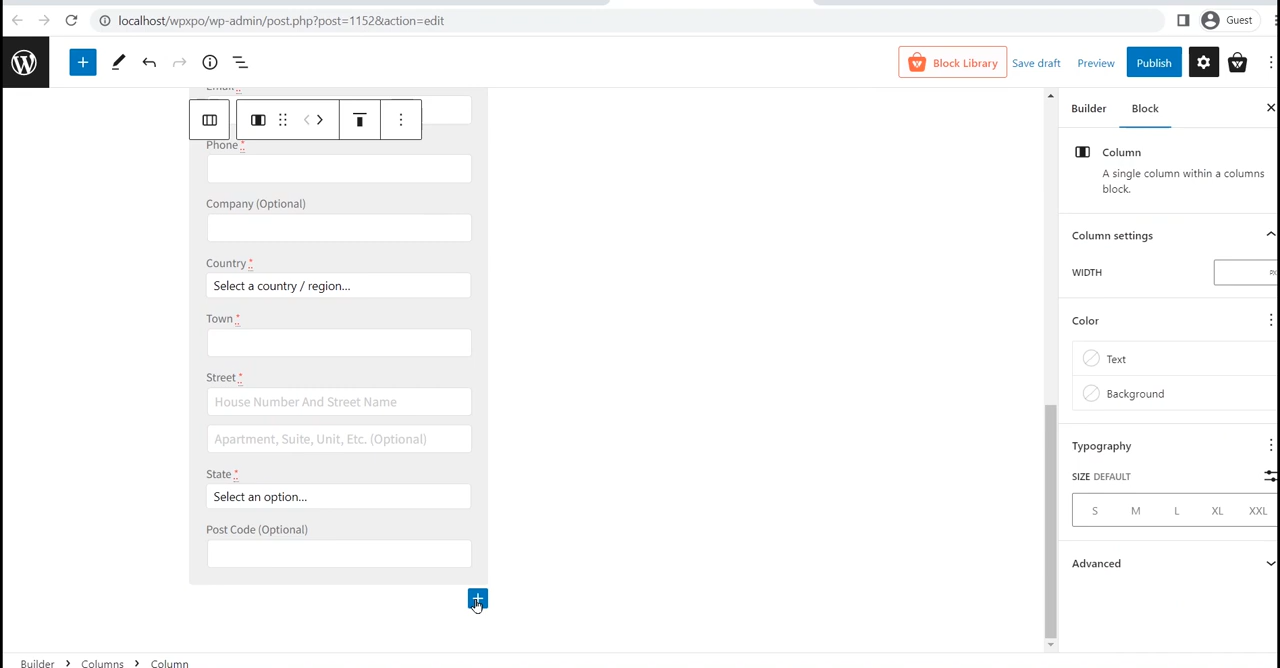 localhost/wpxpo/wp-admin/post.php?post=1152&action=edit
Guest
Block Library
Save draft
Preview
Publish
Email *
Phone *
Company (Optional)
Country *
Select a country / region...
Town *
Street *
House Number And Street Name
Apartment, Suite, Unit, Etc. (Optional)
State *
Select an option...
Post Code (Optional)
Builder
Block
Column
A single column within a columns
block.
Column settings
WIDTH
Color
Text
Background
Typography
SIZE DEFAULT
S M L XL XXL
Advanced
Builder > Columns > Column